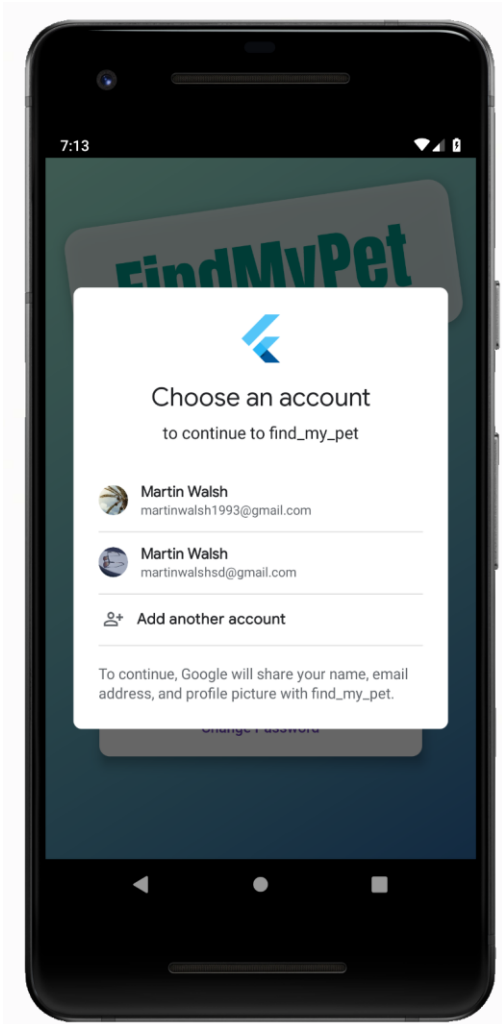 7:13
FindMyPet
Choose an account
to continue to find_my_pet
Martin Walsh
martinwalsh1993@gmail.com
Martin Walsh
martinwalshsd@gmail.com
Add another account
To continue, Google will share your name, email
address, and profile picture with find_my_pet.
Change Password